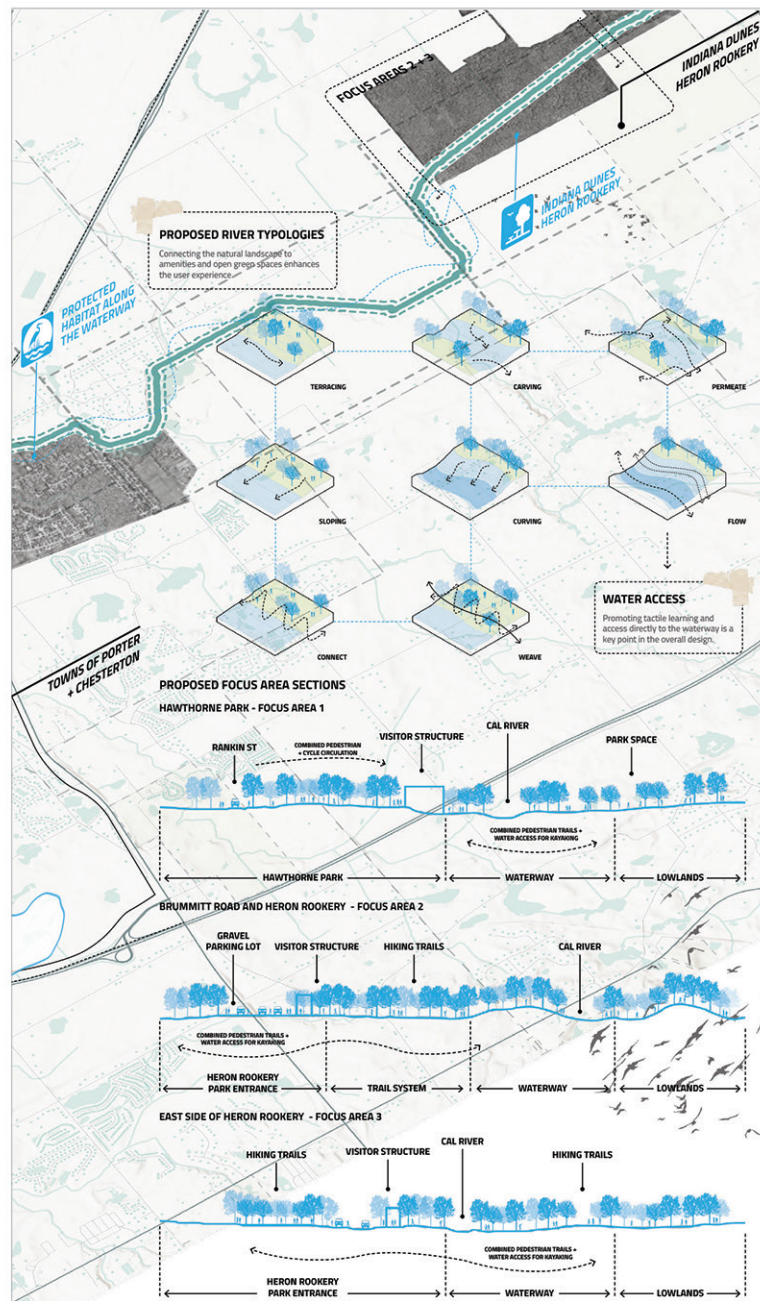 FOCUS AREAS 2 + 3
INDIANA DUNES
HERON ROOKERY
INDIANA DUNES
HERON ROOKERY
PROPOSED RIVER TYPOLOGIES
Connecting the natural landscape to
amenities and open green spaces enhances
the user experience.
PROTECTED
HABITAT ALONG
THE WATERWAY
TERRACING
CARVING
PERMEATE
SLOPING
CURVING
FLOW
CONNECT
WEAVE
WATER ACCESS
Promoting tactile learning and
access directly to the waterway is a
key point in the overall design.
TOWNS OF PORTER
+ CHESTERTON
PROPOSED FOCUS AREA SECTIONS
HAWTHORNE PARK - FOCUS AREA 1
RANKIN ST
COMBINED PEDESTRIAN
+ CYCLE CIRCULATION
VISITOR STRUCTURE
CAL RIVER
PARK SPACE
COMBINED PEDESTRIAN TRAILS +
WATER ACCESS FOR KAYAKING
HAWTHORNE PARK
WATERWAY
LOWLANDS
BRUMMITT ROAD AND HERON ROOKERY - FOCUS AREA 2
GRAVEL
PARKING LOT
VISITOR STRUCTURE
HIKING TRAILS
CAL RIVER
COMBINED PEDESTRIAN TRAILS +
WATER ACCESS FOR KAYAKING
HERON ROOKERY
PARK ENTRANCE
TRAIL SYSTEM
WATERWAY
LOWLANDS
EAST SIDE OF HERON ROOKERY - FOCUS AREA 3
HIKING TRAILS
VISITOR STRUCTURE
CAL RIVER
HIKING TRAILS
COMBINED PEDESTRIAN TRAILS +
WATER ACCESS FOR KAYAKING
HERON ROOKERY
PARK ENTRANCE
WATERWAY
LOWLANDS